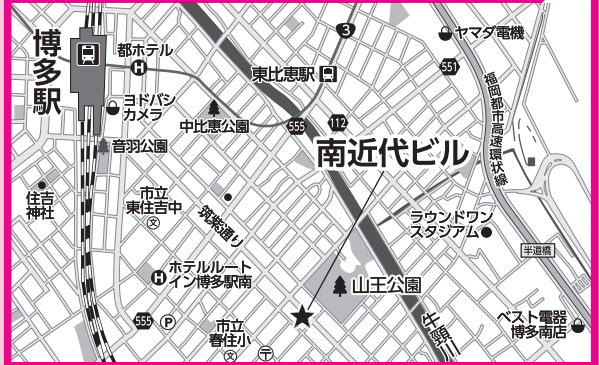 博多駅
都ホテル
H
3
ヤマダ電機
東比恵駅
551
ヨドバシ
カメラ
中比恵公園
555
112
福岡都市高速環状線
音羽公園
南近代ビル
住吉
神社
市立
東住吉中
文
筑紫通り
ラウンドワン
スタジアム
半道橋
H
ホテルルート
イン博多駅南
山王公園
555
P
市立
春住小
文
〒
牛頸川
ベスト電器
博多南店